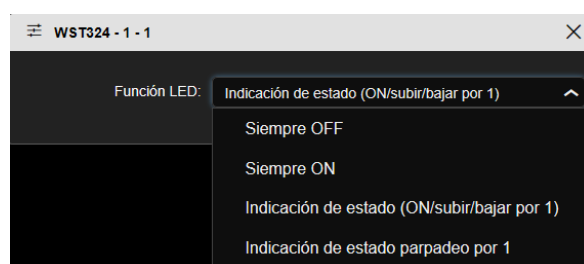 WST324 - 1 - 1
Función LED: Indicación de estado (ON/subir/bajar por 1)
Siempre OFF
Siempre ON
Indicación de estado (ON/subir/bajar por 1)
Indicación de estado parpadeo por 1